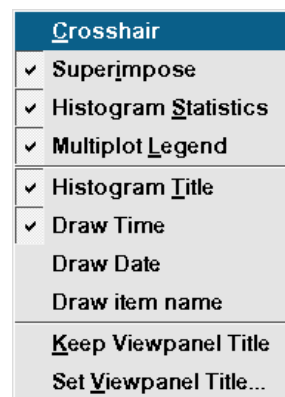 Crosshair
Superimpose
Histogram Statistics
Multiplot Legend
Histogram Title
Draw Time
Draw Date
Draw item name
Keep Viewpanel Title
Set Viewpanel Title...